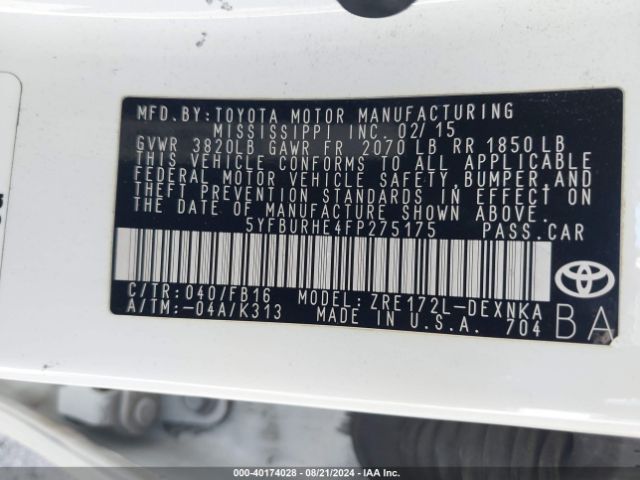 MFD.BY:TOYOTA MOTOR MANUFACTURING
MISSISSIPPI INC. 02/15
GVWR 3820LB GAWR FR 2070 LB RR 1850 LB
THIS VEHICLE CONFORMS TO ALL APPLICABLE
FEDERAL MOTOR VEHICLE SAFETY, BUMPER, AND
THEFT PREVENTION STANDARDS IN EFFECT ON
THE DATE OF MANUFACTURE SHOWN ABOVE.
5YFBURHE4FP275175 PASS.CAR
C/TR:040/FB16 MODEL:ZRE172L-DEXNKA
A/TM:-04A/K313 MADE IN U.S.A. 704
BA
000-40174028 - 08/21/2024 - IAA Inc.